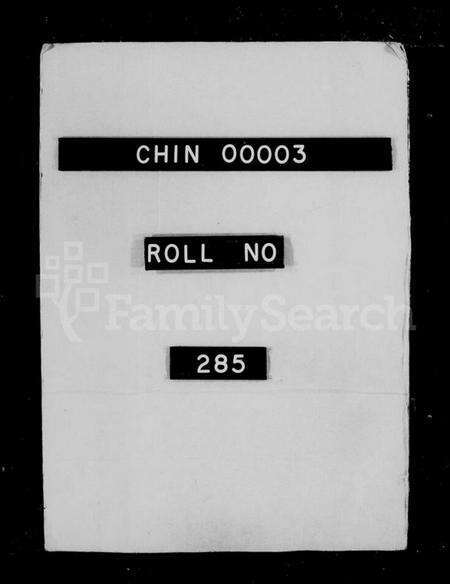 CHIN 00003
ROLL NO
FamilySearch
285